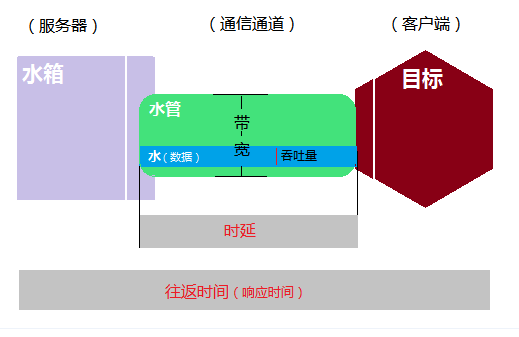 （服务器）
（通信通道）
（客户端）
水箱
目标
水管
带
宽
水（数据）
吞吐量
时延
往返时间（响应时间）